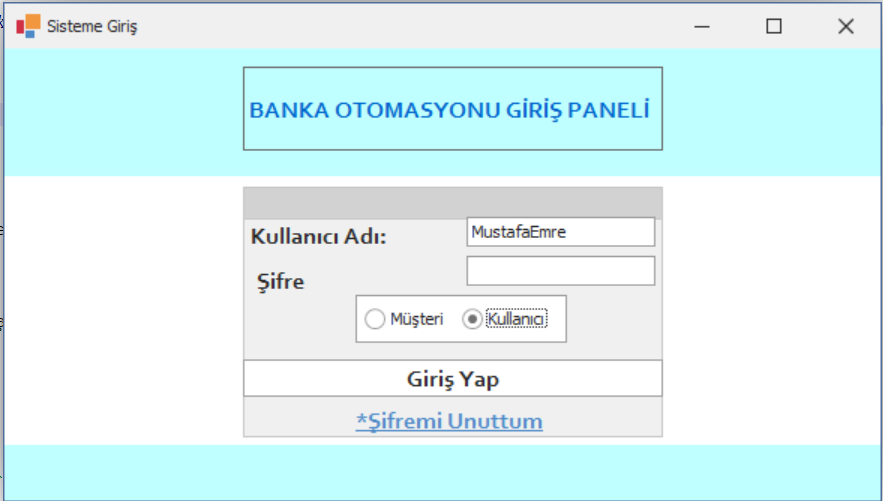 Sisteme Giriş
BANKA OTOMASYONU GİRİŞ PANELİ
Kullanıcı Adı: MustafaEmre
Şifre
Müşteri Kullanıcı
Giriş Yap
*Şifremi Unuttum